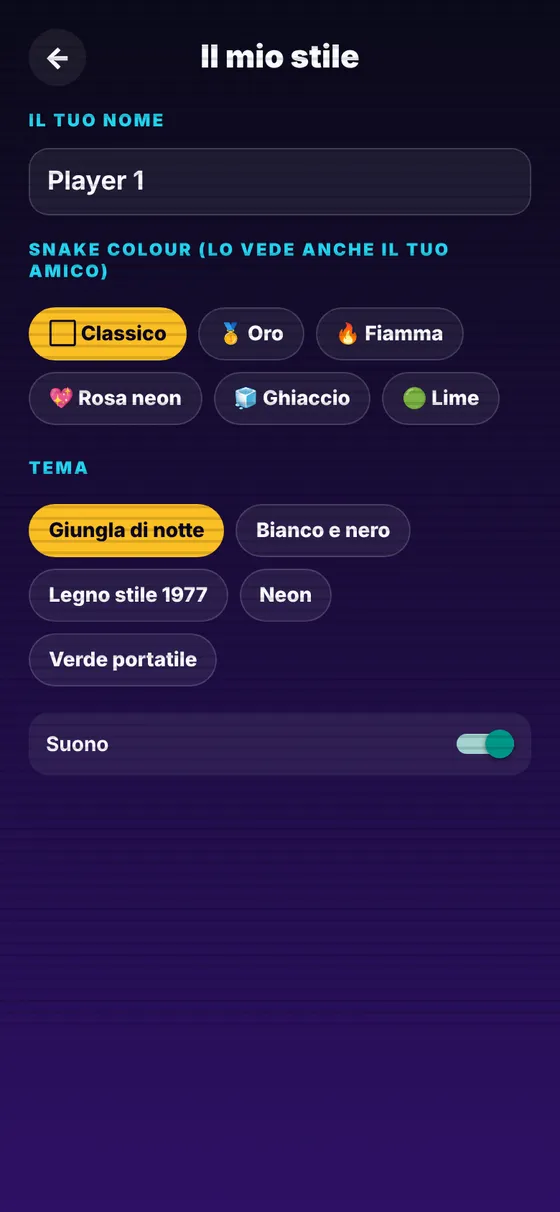 Il mio stile
IL TUO NOME
Player 1
SNAKE COLOUR (LO VEDE ANCHE IL TUO
AMICO)
Classico
Oro
Fiamma
Rosa neon
Ghiaccio
Lime
TEMA
Giungla di notte
Bianco e nero
Legno stile 1977
Neon
Verde portatile
Suono